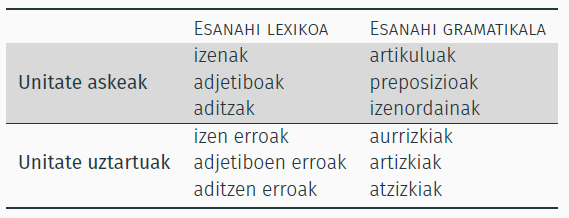 ESANAHI LEXIKOA ESANAHI GRAMATIKALA
izenak artikuluak
Unitate askeak adjetiboak preposizioak
aditzak izenordainak
izen erroak aurrizkiak
Unitate uztartuak adjetiboen erroak artizkiak
aditzen erroak atzizkiak